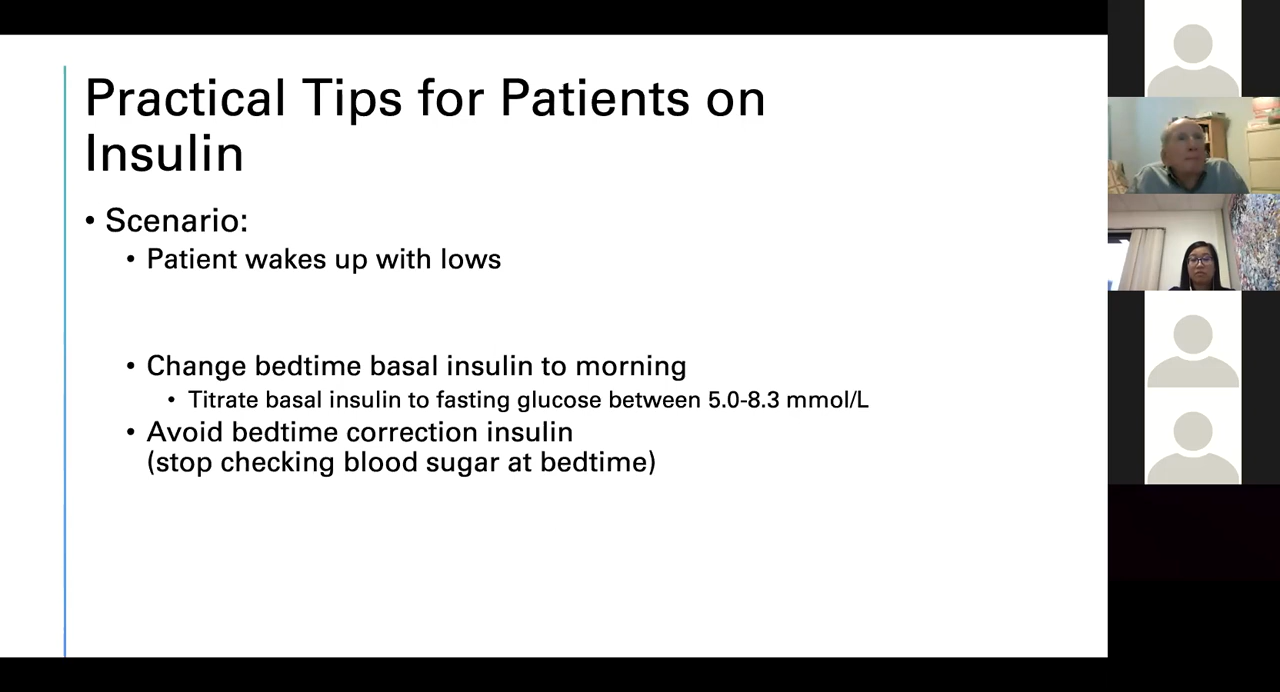 Practical Tips for Patients on
Insulin
• Scenario:
• Patient wakes up with lows
• Change bedtime basal insulin to morning
• Titrate basal insulin to fasting glucose between 5.0-8.3 mmol/L
• Avoid bedtime correction insulin
(stop checking blood sugar at bedtime)